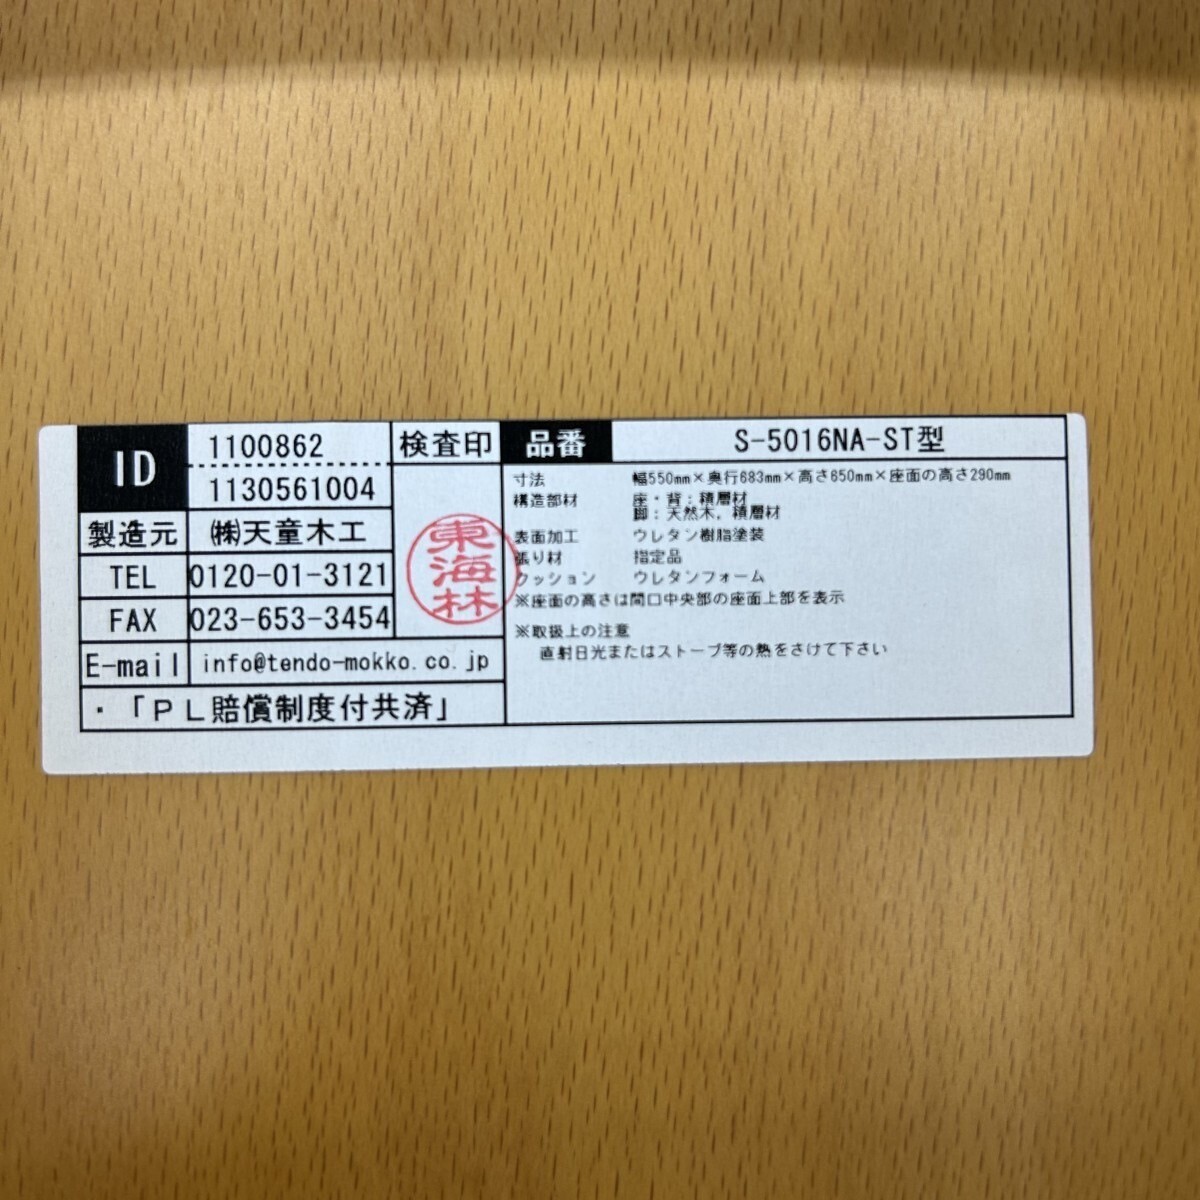 ID 1100862
1130561004
製造元 ㈱天童木工
TEL 0120-01-3121
FAX 023-653-3454
E-mail info@tendo-mokko.co.jp
・「ＰＬ賠償制度付共済」
検査印
東海林
品番 S-5016NA-ST型
寸法 幅550mm×奥行683mm×高さ650mm×座面の高さ290mm
構造部材 座・背：積層材
脚：天然木，積層材
表面加工 ウレタン樹脂塗装
張り材 指定品
クッション ウレタンフォーム
※座面の高さは間口中央部の座面上部を表示
※取扱上の注意
直射日光またはストーブ等の熱をさけて下さい